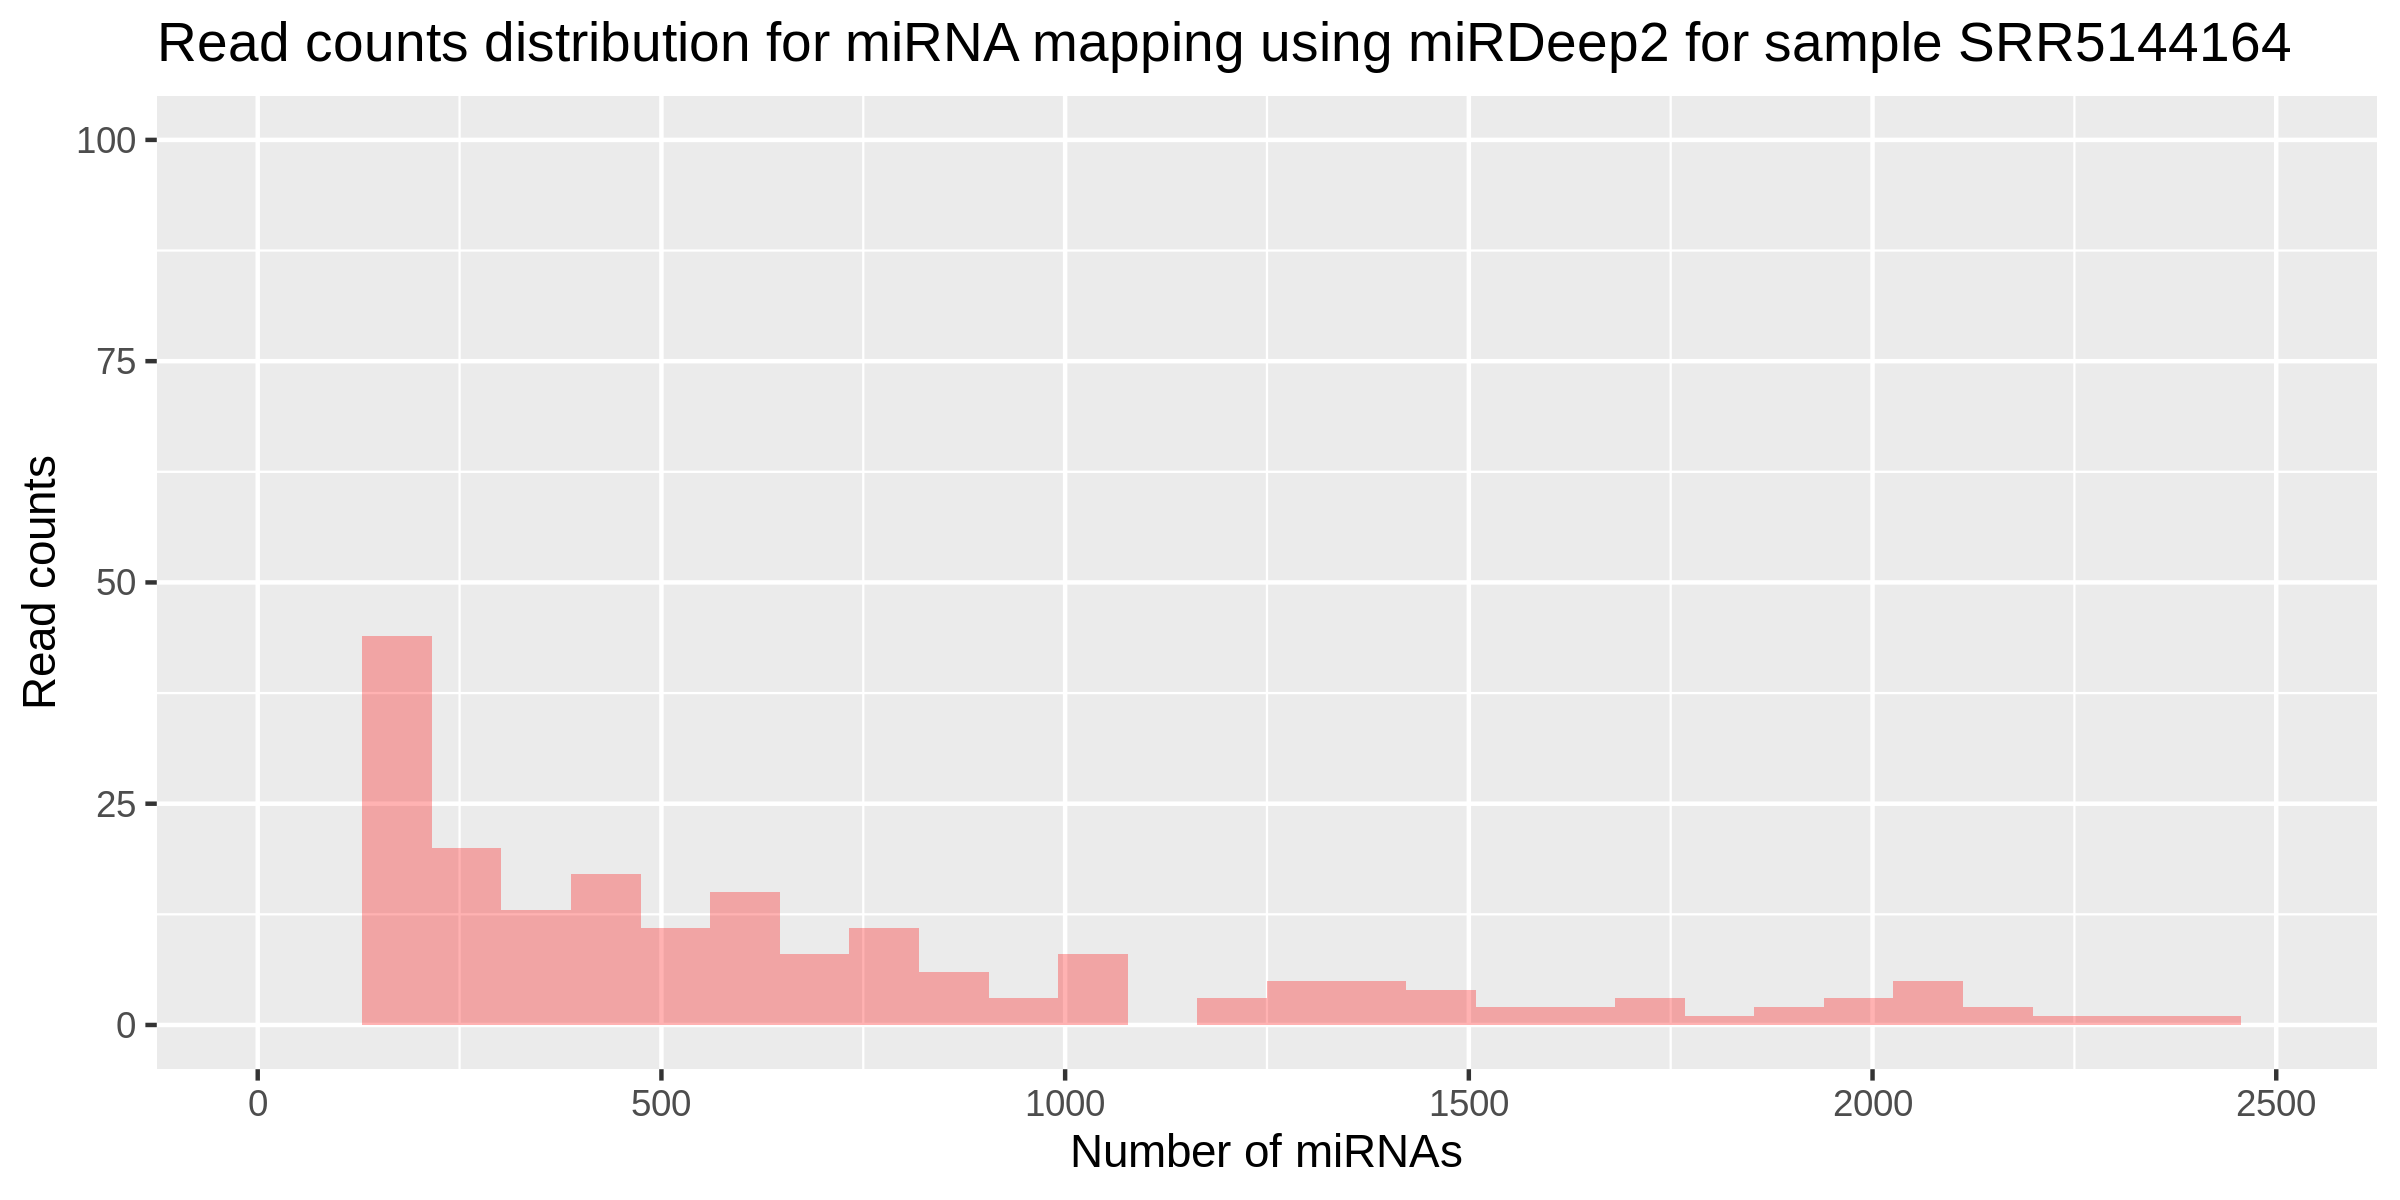 Read counts distribution for miRNA mapping using miRDeep2 for sample SRR5144164
100
75
50
25
0
Read counts
0 500 1000 1500 2000 2500
Number of miRNAs